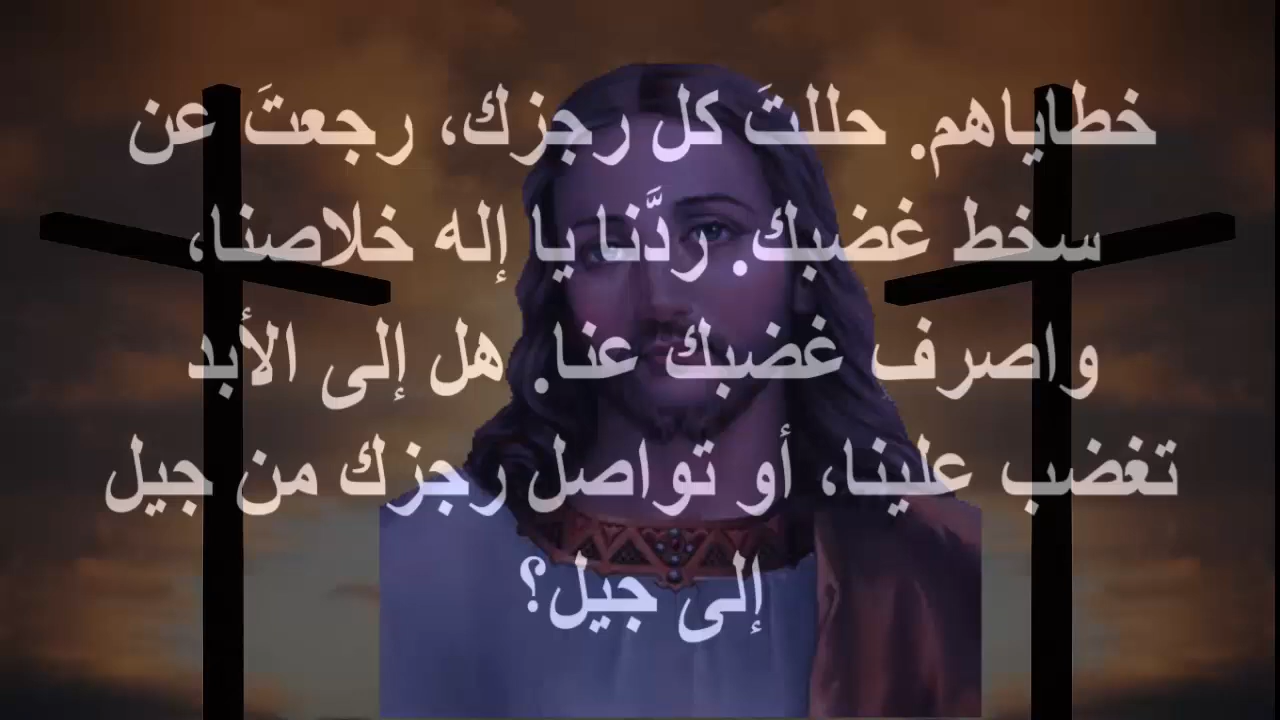 خطاياهم. حللتَ كل رجزك، رجعتَ عن
سخط غضبك. ردَّنا يا إله خلاصنا،
واصرف غضبك عنا. هل إلى الأبد
تغضب علينا، أو تواصل رجزك من جيل
إلى جيل؟